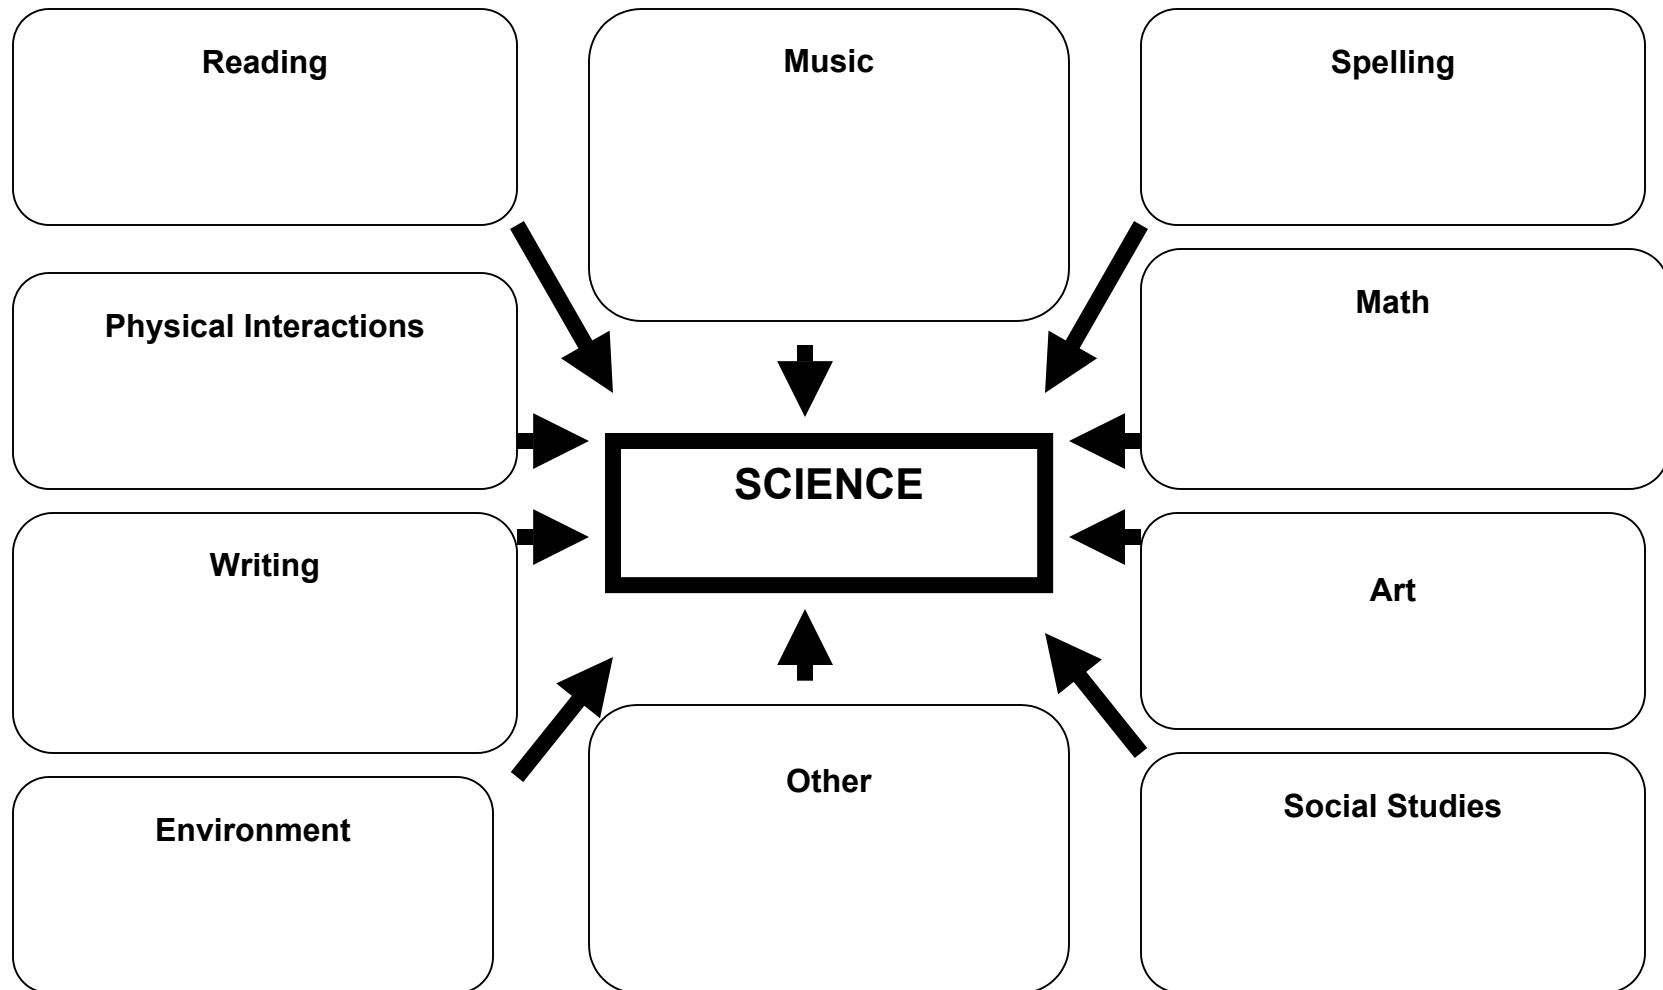 Reading
Music
Spelling
Physical Interactions
Math
SCIENCE
Writing
Art
Environment
Other
Social Studies